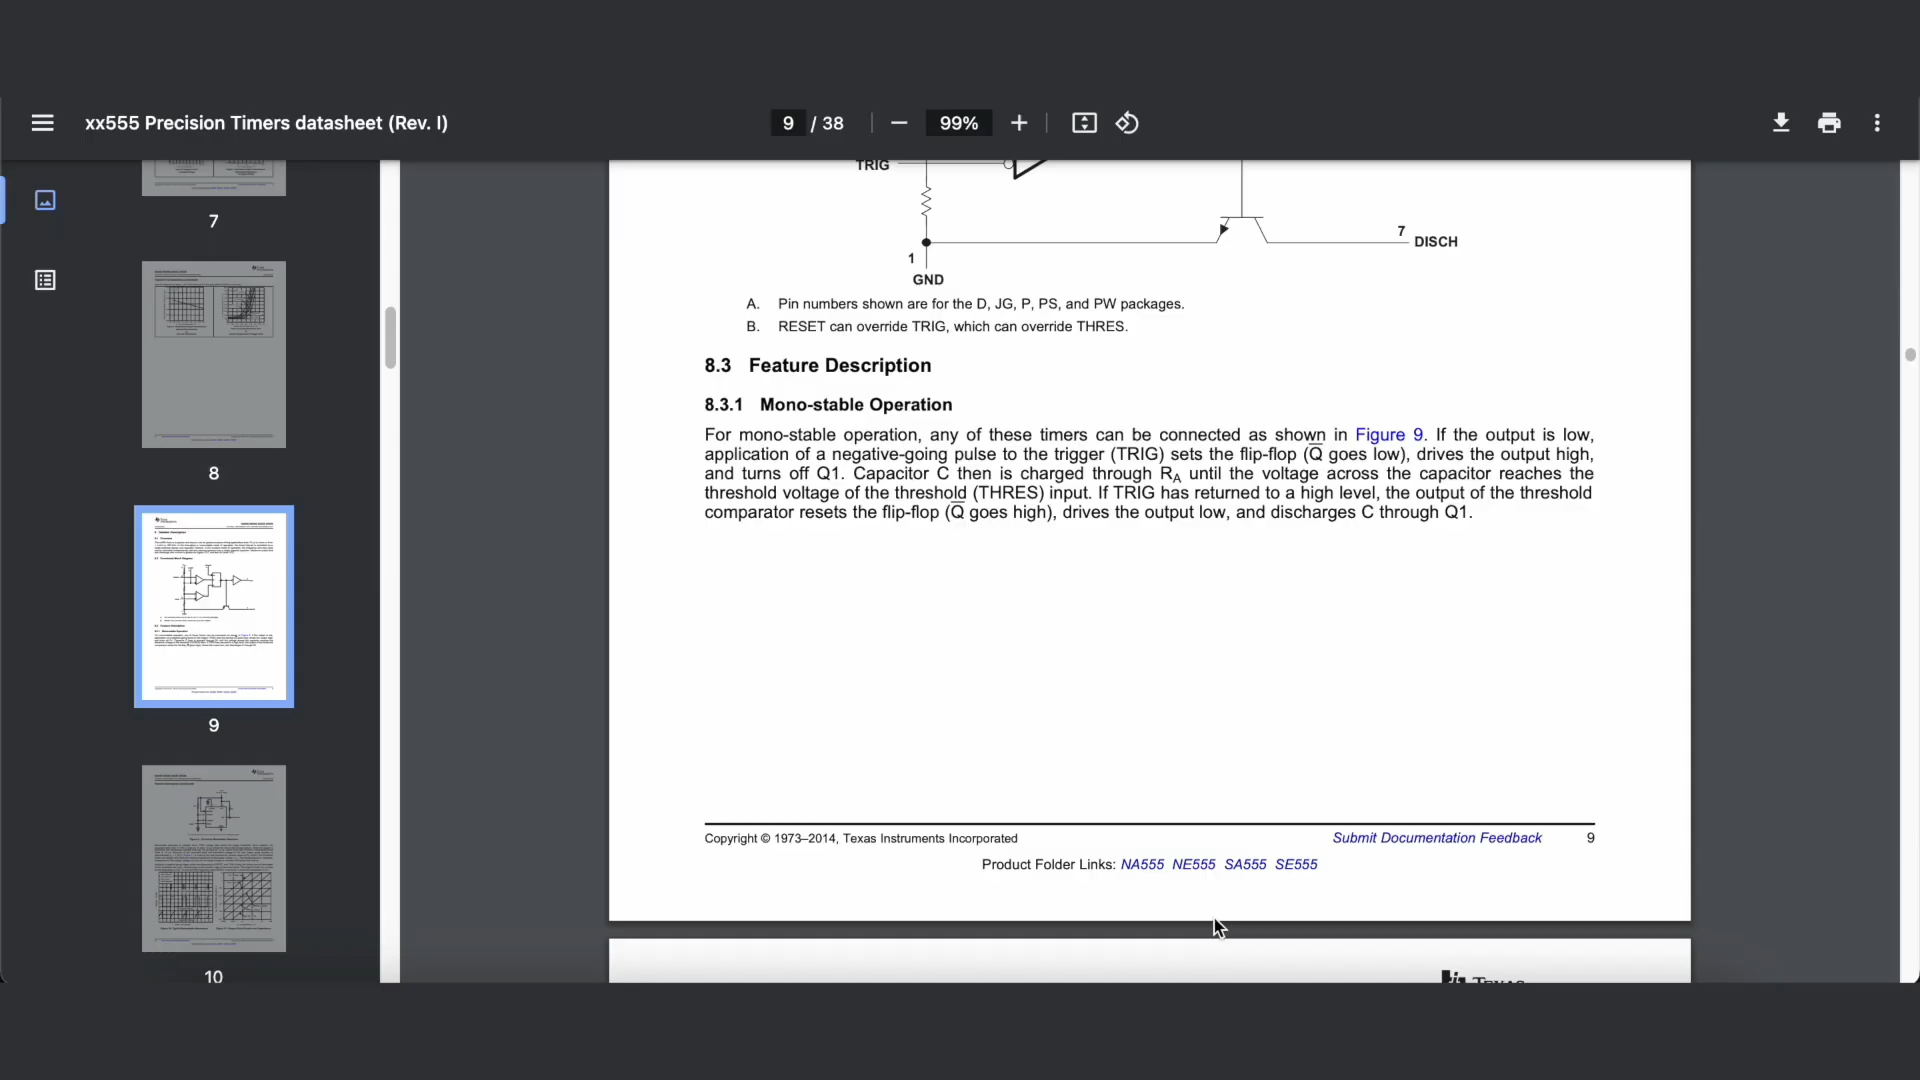 xx555 Precision Timers datasheet (Rev. I)
9 / 38
99%
7
8
9
10
TRIG
7
DISCH
1
GND
A. Pin numbers shown are for the D, JG, P, PS, and PW packages.
B. RESET can override TRIG, which can override THRES.
8.3 Feature Description
8.3.1 Mono-stable Operation
For mono-stable operation, any of these timers can be connected as shown in Figure 9. If the output is low,
application of a negative-going pulse to the trigger (TRIG) sets the flip-flop (Q̅ goes low), drives the output high,
and turns off Q1. Capacitor C then is charged through RA until the voltage across the capacitor reaches the
threshold voltage of the threshold (THRES) input. If TRIG has returned to a high level, the output of the threshold
comparator resets the flip-flop (Q̅ goes high), drives the output low, and discharges C through Q1.
Copyright © 1973–2014, Texas Instruments Incorporated
Submit Documentation Feedback
9
Product Folder Links: NA555 NE555 SA555 SE555